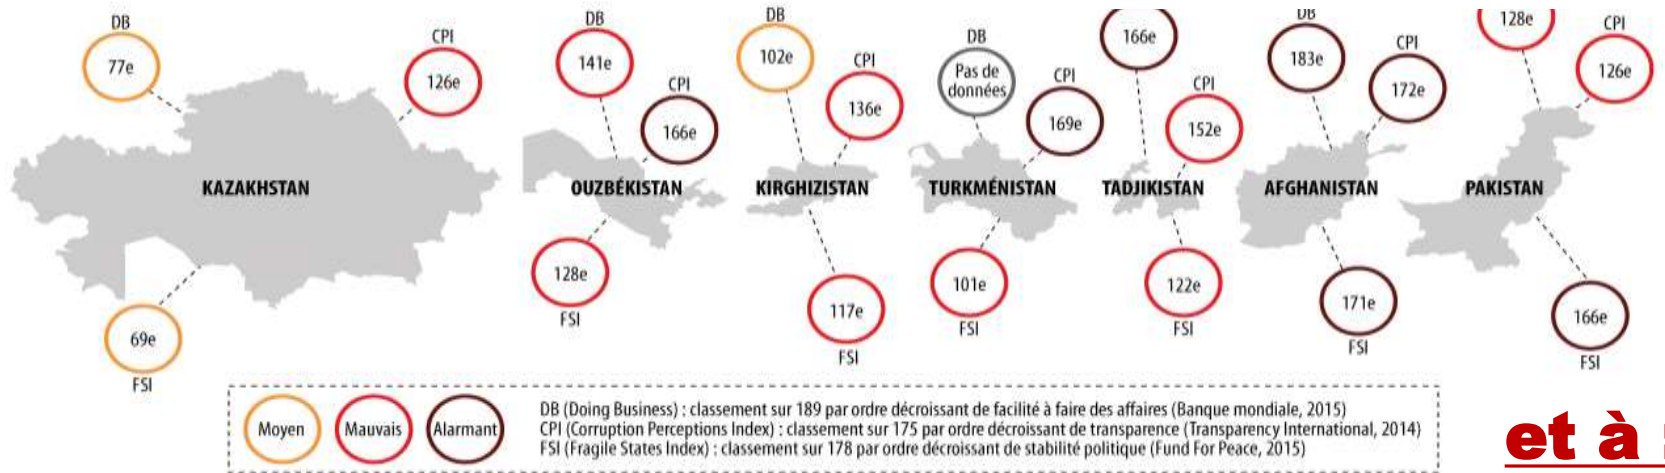 DB
77e
CPI
126e
KAZAKHSTAN
69e
FSI
DB
141e
CPI
166e
OUZBÉKISTAN
128e
FSI
DB
102e
CPI
136e
KIRGHIZISTAN
117e
FSI
DB
Pas de
données
CPI
169e
TURKMÉNISTAN
101e
FSI
166e
CPI
152e
TADJIKISTAN
122e
FSI
DB
183e
CPI
172e
AFGHANISTAN
171e
FSI
128e
CPI
126e
PAKISTAN
166e
FSI
Moyen
Mauvais
Alarmant
DB (Doing Business) : classement sur 189 par ordre décroissant de facilité à faire des affaires (Banque mondiale, 2015)
CPI (Corruption Perceptions Index) : classement sur 175 par ordre décroissant de transparence (Transparency International, 2014)
FSI (Fragile States Index) : classement sur 178 par ordre décroissant de stabilité politique (Fund For Peace, 2015)
et à